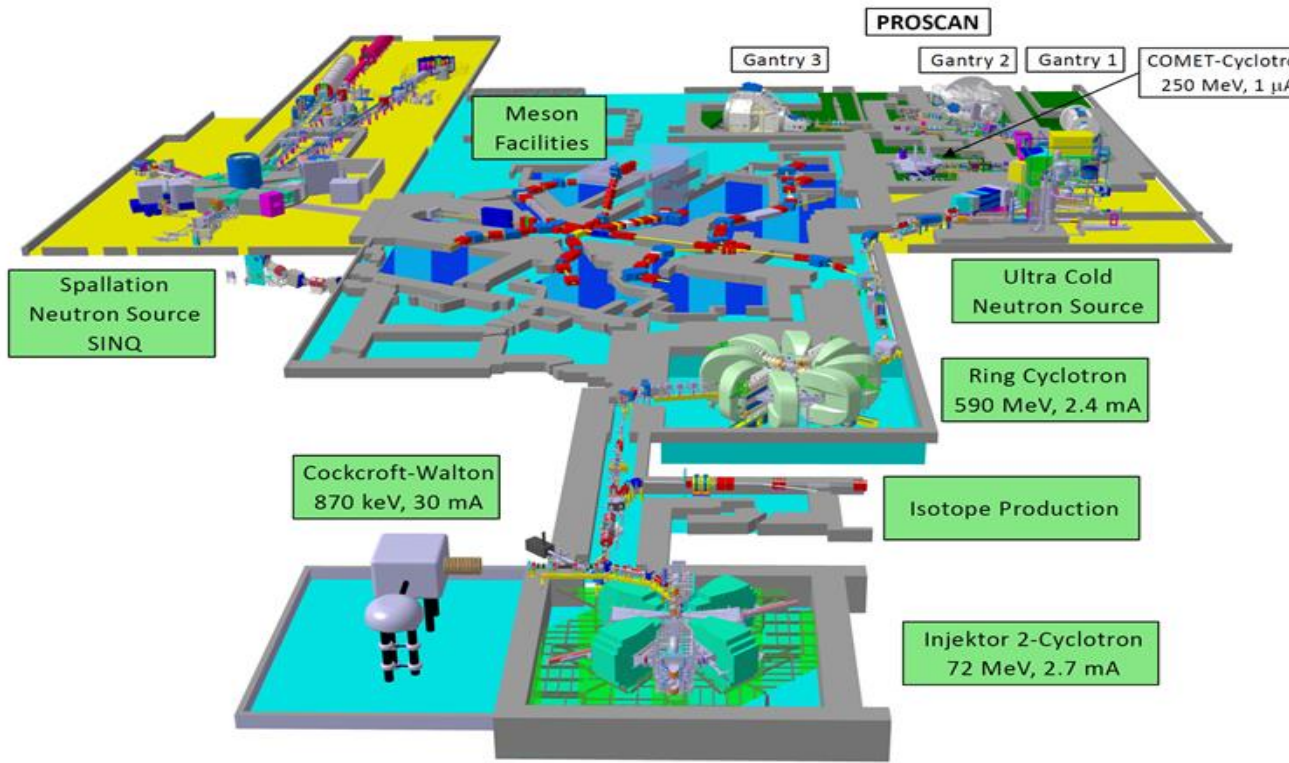 PROSCAN
Gantry 3
Gantry 2
Gantry 1
COMET-Cyclotro
250 MeV, 1 μA
Meson
Facilities
Spallation
Neutron Source
SINQ
Ultra Cold
Neutron Source
Ring Cyclotron
590 MeV, 2.4 mA
Cockcroft-Walton
870 keV, 30 mA
Isotope Production
Injektor 2-Cyclotron
72 MeV, 2.7 mA